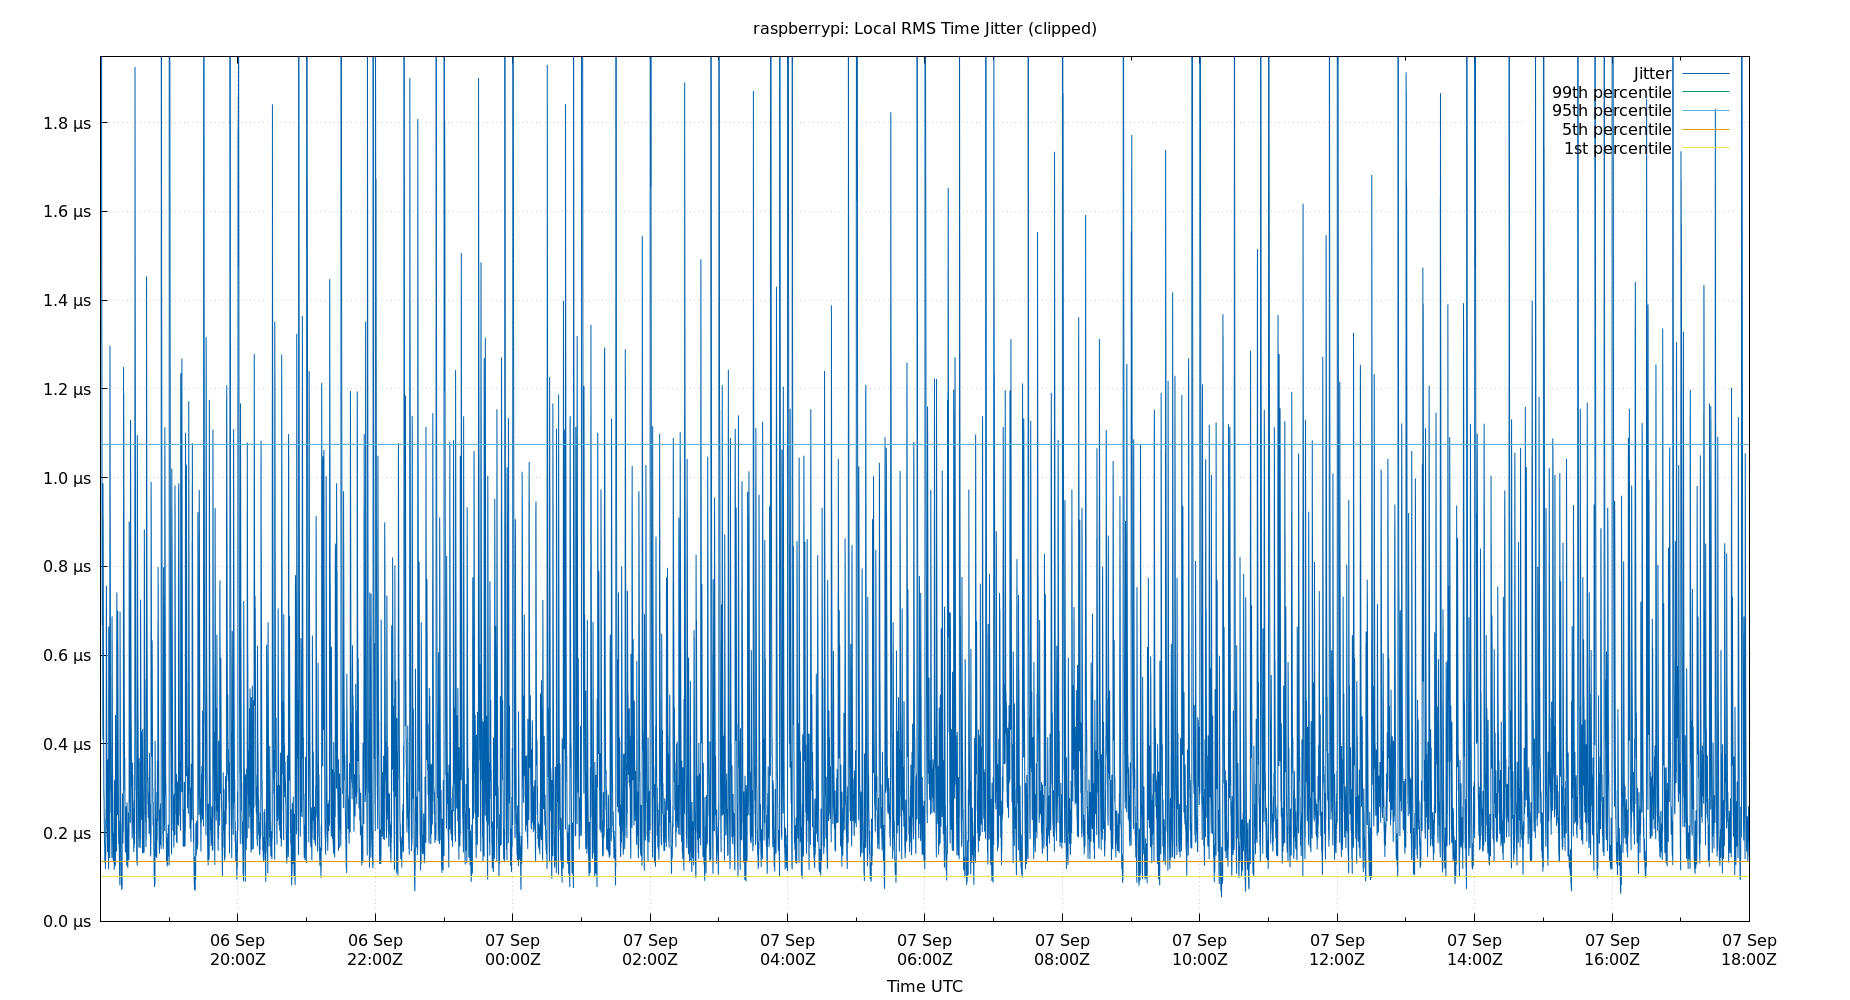 raspberrypi: Local RMS Time Jitter (clipped)
Jitter
99th percentile
95th percentile
5th percentile
1st percentile
1.8 µs
1.6 µs
1.4 µs
1.2 µs
1.0 µs
0.8 µs
0.6 µs
0.4 µs
0.2 µs
0.0 µs
06 Sep 06 Sep 07 Sep 07 Sep 07 Sep 07 Sep 07 Sep 07 Sep 07 Sep 07 Sep 07 Sep 07 Sep
20:00Z 22:00Z 00:00Z 02:00Z 04:00Z 06:00Z 08:00Z 10:00Z 12:00Z 14:00Z 16:00Z 18:00Z
Time UTC